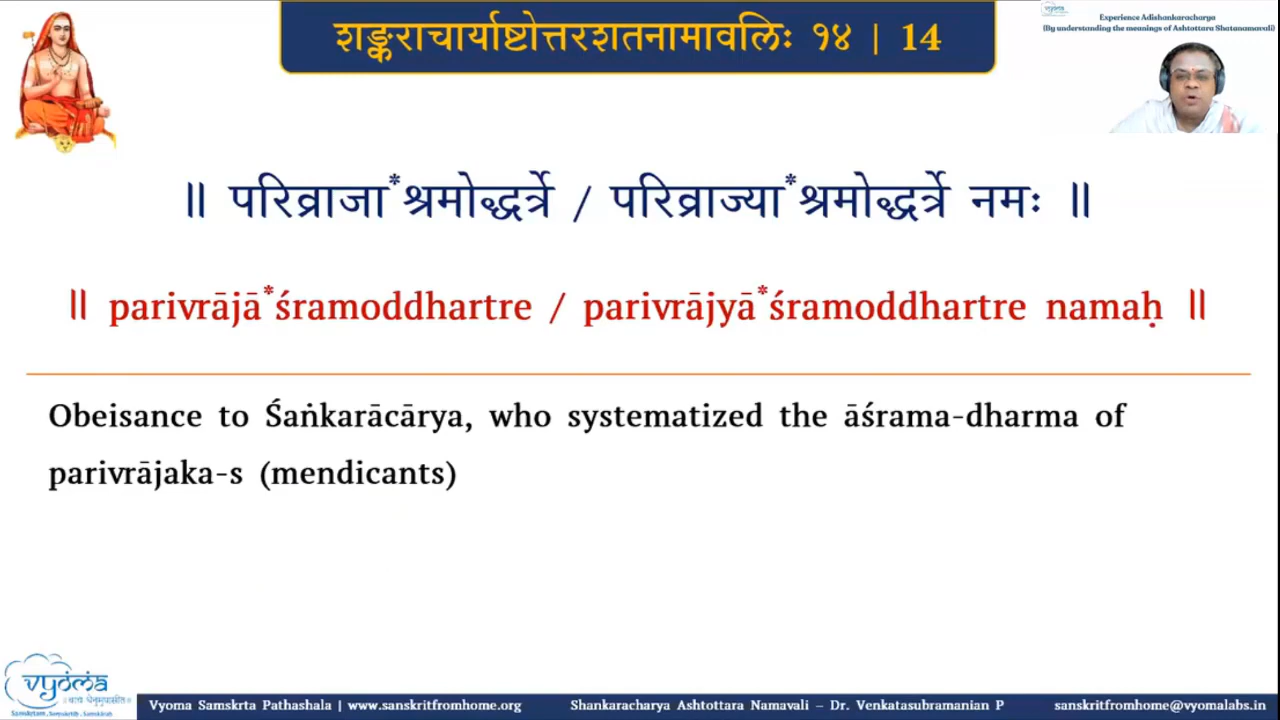 शङ्कराचार्याष्टोत्तरशतनामावलिः १४ | 14
Experience Adishankaracharya
(By understanding the meanings of Ashtottara Shatanamavali)
॥ परिव्राजा*श्रमोद्धर्त्रे / परिव्राज्या*श्रमोद्धर्त्रे नमः ॥
॥ parivrājā*śramoddhartre / parivrājyā*śramoddhartre namaḥ ॥
Obeisance to Śaṅkarācārya, who systematized the āśrama-dharma of
parivrājaka-s (mendicants)
vyoma
Vyoma Samskrta Pathashala | www.sanskritfromhome.org Shankaracharya Ashtottara Namavali – Dr. Venkatasubramanian P sanskritfromhome@vyomalabs.in